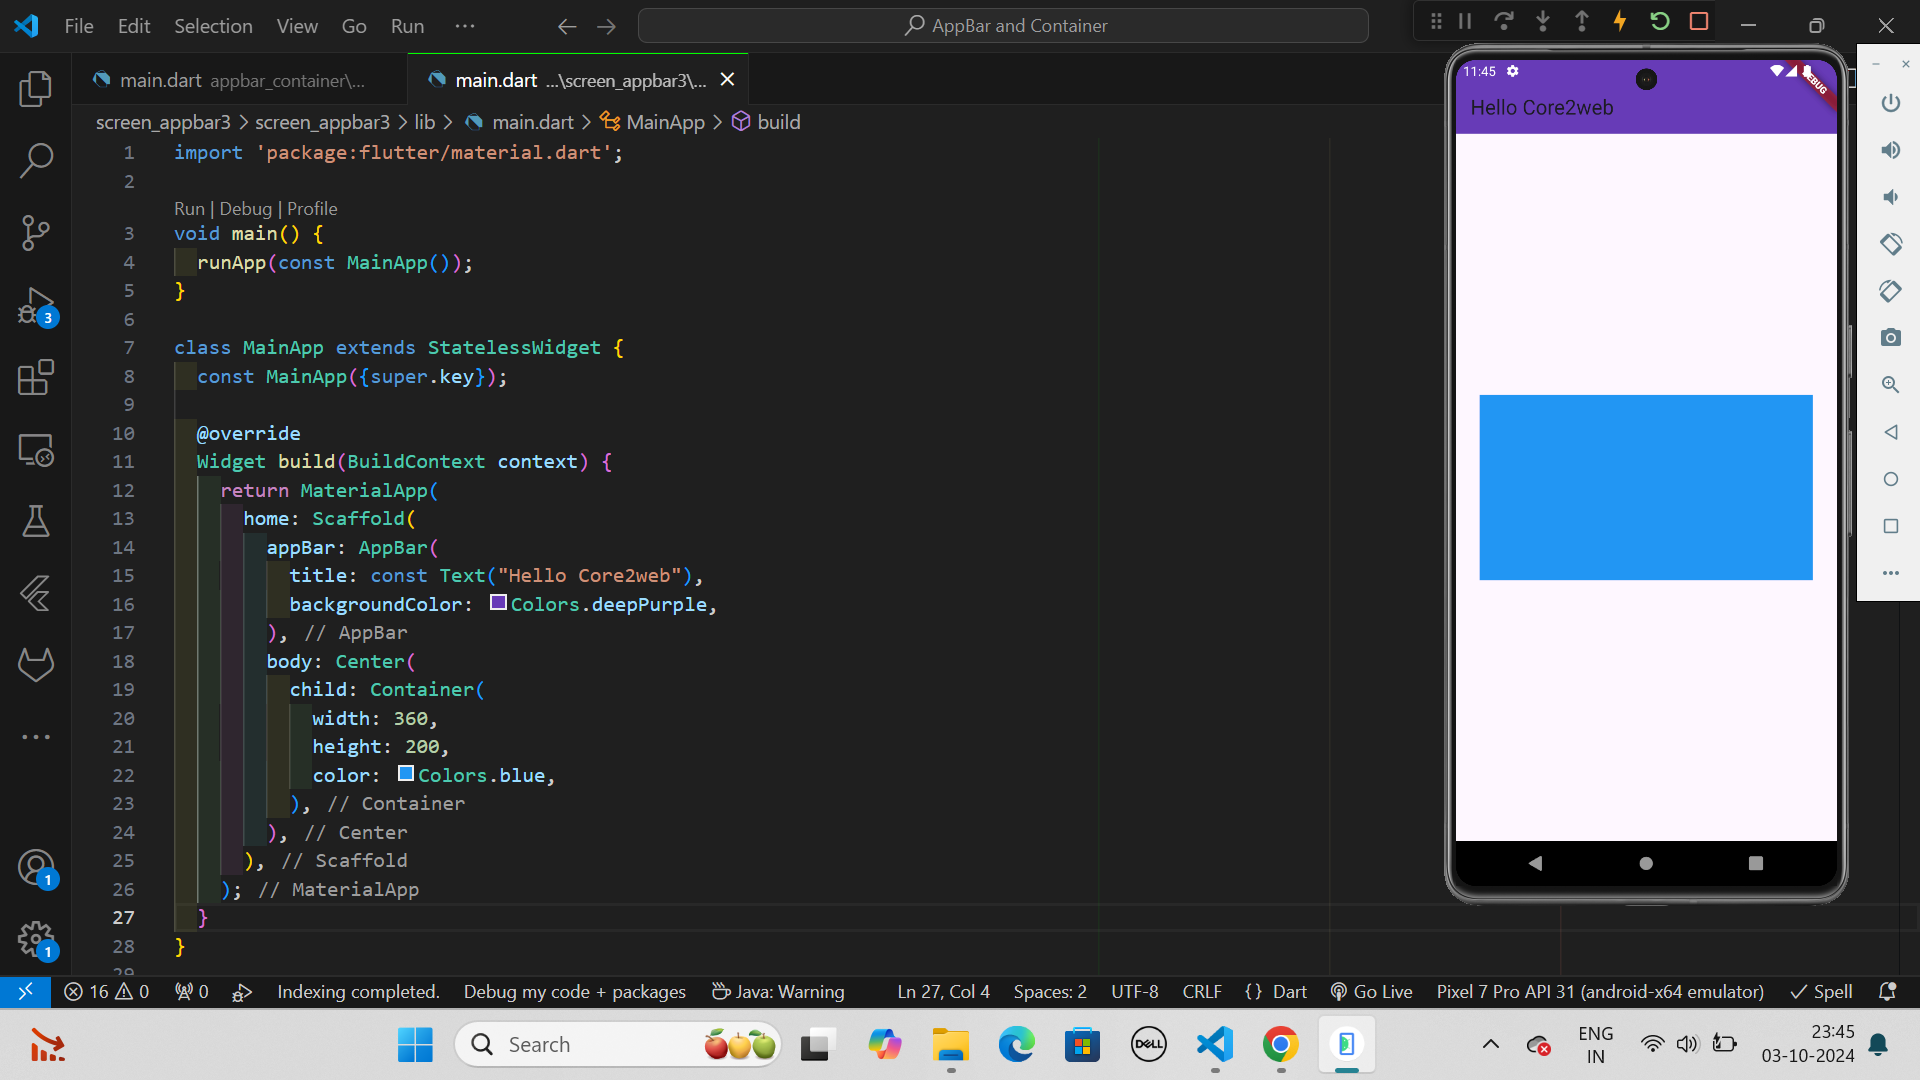 File Edit Selection View Go Run ··· AppBar and Container
main.dart appbar_container\... main.dart ...\screen_appbar3\...
screen_appbar3 > screen_appbar3 > lib > main.dart > MainApp > build
1 import 'package:flutter/material.dart';
2
Run | Debug | Profile
3 void main() {
4 runApp(const MainApp());
5 }
6
7 class MainApp extends StatelessWidget {
8 const MainApp({super.key});
9
10 @override
11 Widget build(BuildContext context) {
12 return MaterialApp(
13 home: Scaffold(
14 appBar: AppBar(
15 title: const Text("Hello Core2web"),
16 backgroundColor: Colors.deepPurple,
17 ), // AppBar
18 body: Center(
19 child: Container(
20 width: 360,
21 height: 200,
22 color: Colors.blue,
23 ), // Container
24 ), // Center
25 ), // Scaffold
26 ); // MaterialApp
27 }
28 }
29
3
1
1
11:45
DEBUG
Hello Core2web
16 0 0 Indexing completed. Debug my code + packages Java: Warning Ln 27, Col 4 Spaces: 2 UTF-8 CRLF {} Dart Go Live Pixel 7 Pro API 31 (android-x64 emulator) Spell
Search
DELL
ENG
IN
23:45
03-10-2024